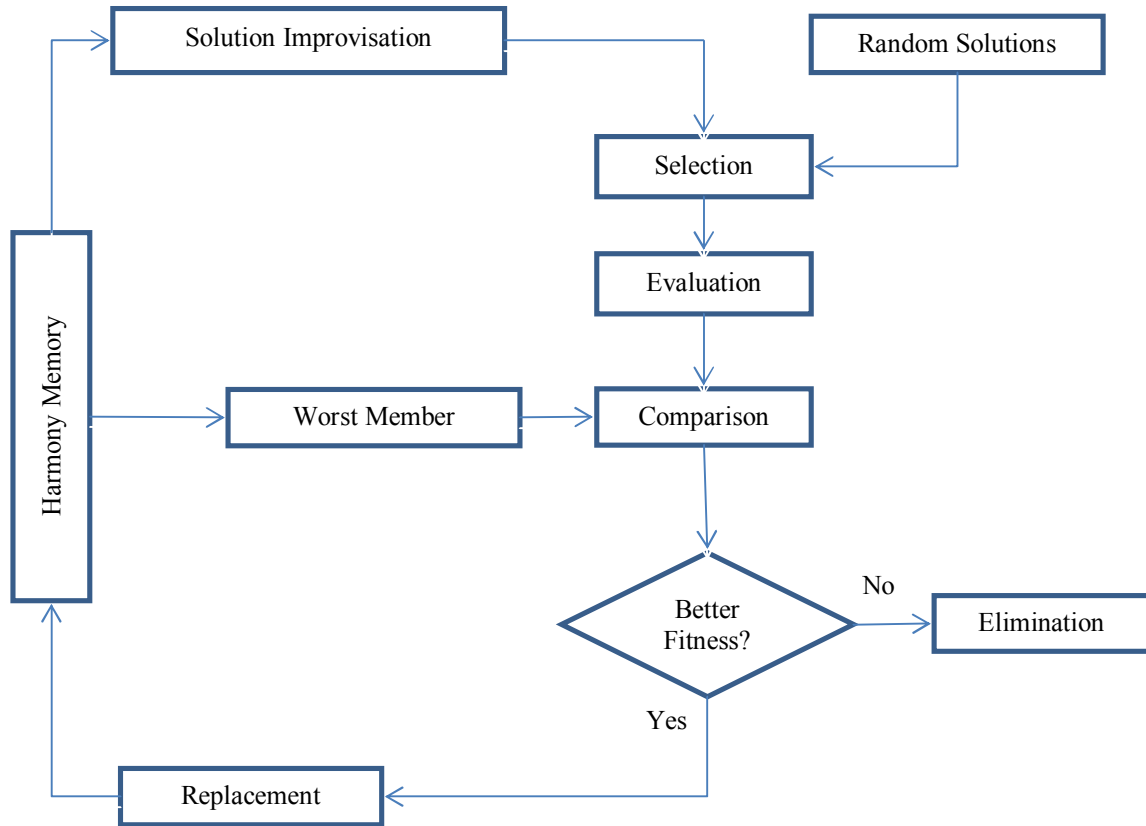 Solution Improvisation
Random Solutions
Selection
Evaluation
Harmony Memory
Worst Member
Comparison
Better
Fitness?
No
Elimination
Yes
Replacement